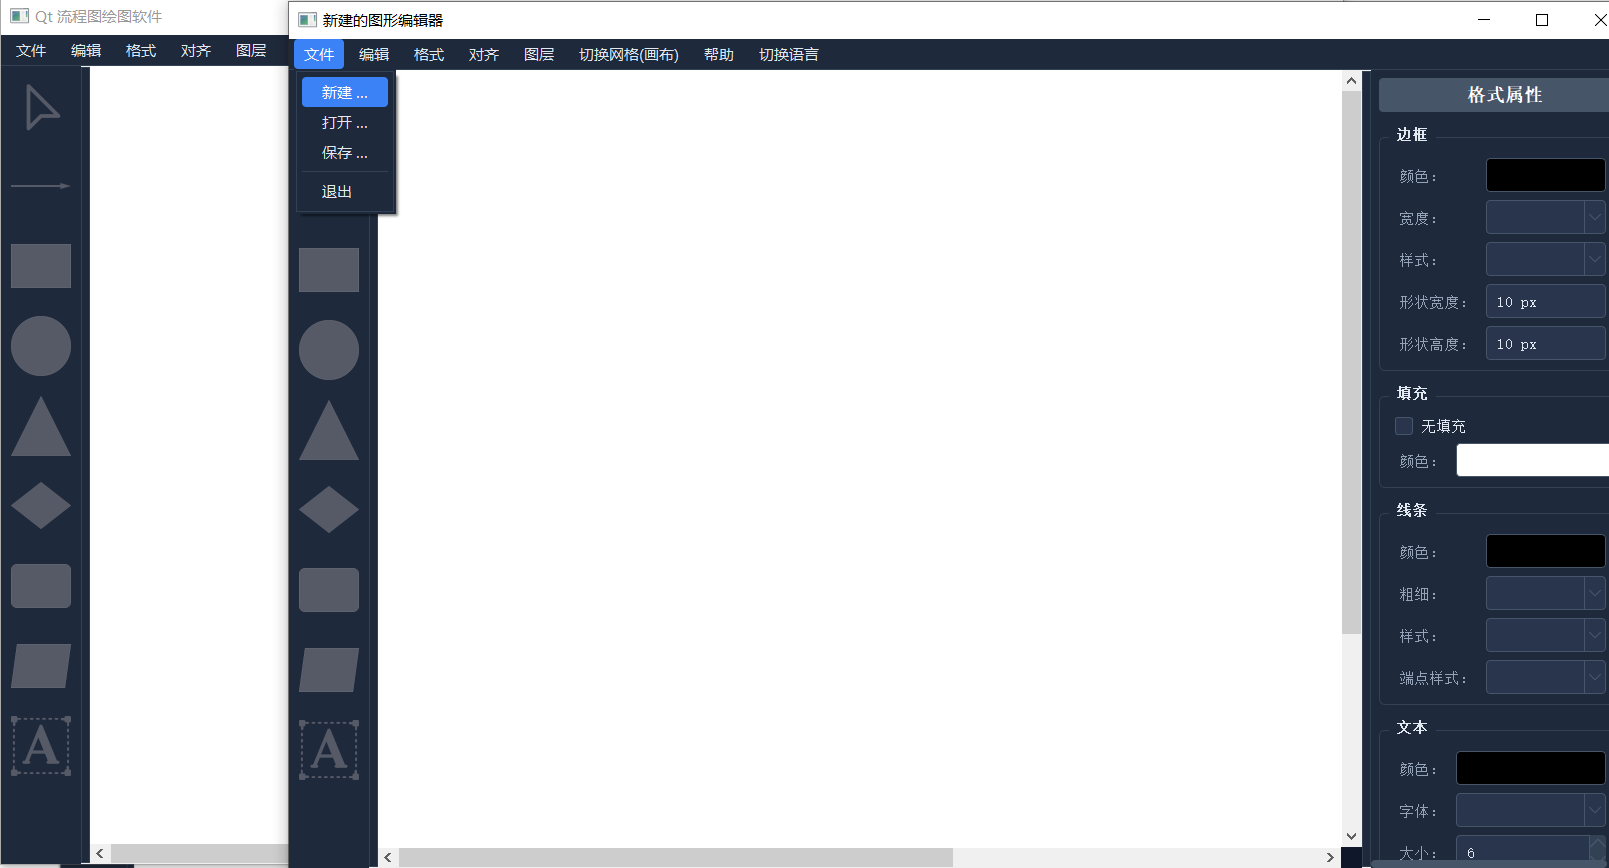 Qt 流程图绘图软件
文件 编辑 格式 对齐 图层
A
新建的图形编辑器
文件 编辑 格式 对齐 图层 切换网格(画布) 帮助 切换语言
新建 ...
打开 ...
保存 ...
退出
A
格式属性
边框
颜色：
宽度：
样式：
形状宽度： 10 px
形状高度： 10 px
填充
无填充
颜色：
线条
颜色：
粗细：
样式：
端点样式：
文本
颜色：
字体：
大小： 6